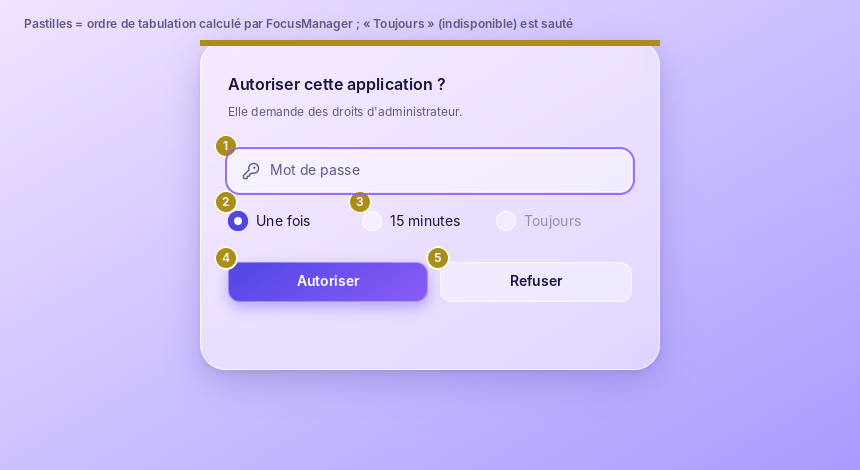 Pastilles = ordre de tabulation calculé par FocusManager ; « Toujours » (indisponible) est sauté
Autoriser cette application ?
Elle demande des droits d'administrateur.
1
Mot de passe
2 3
Une fois 15 minutes Toujours
4 5
Autoriser Refuser